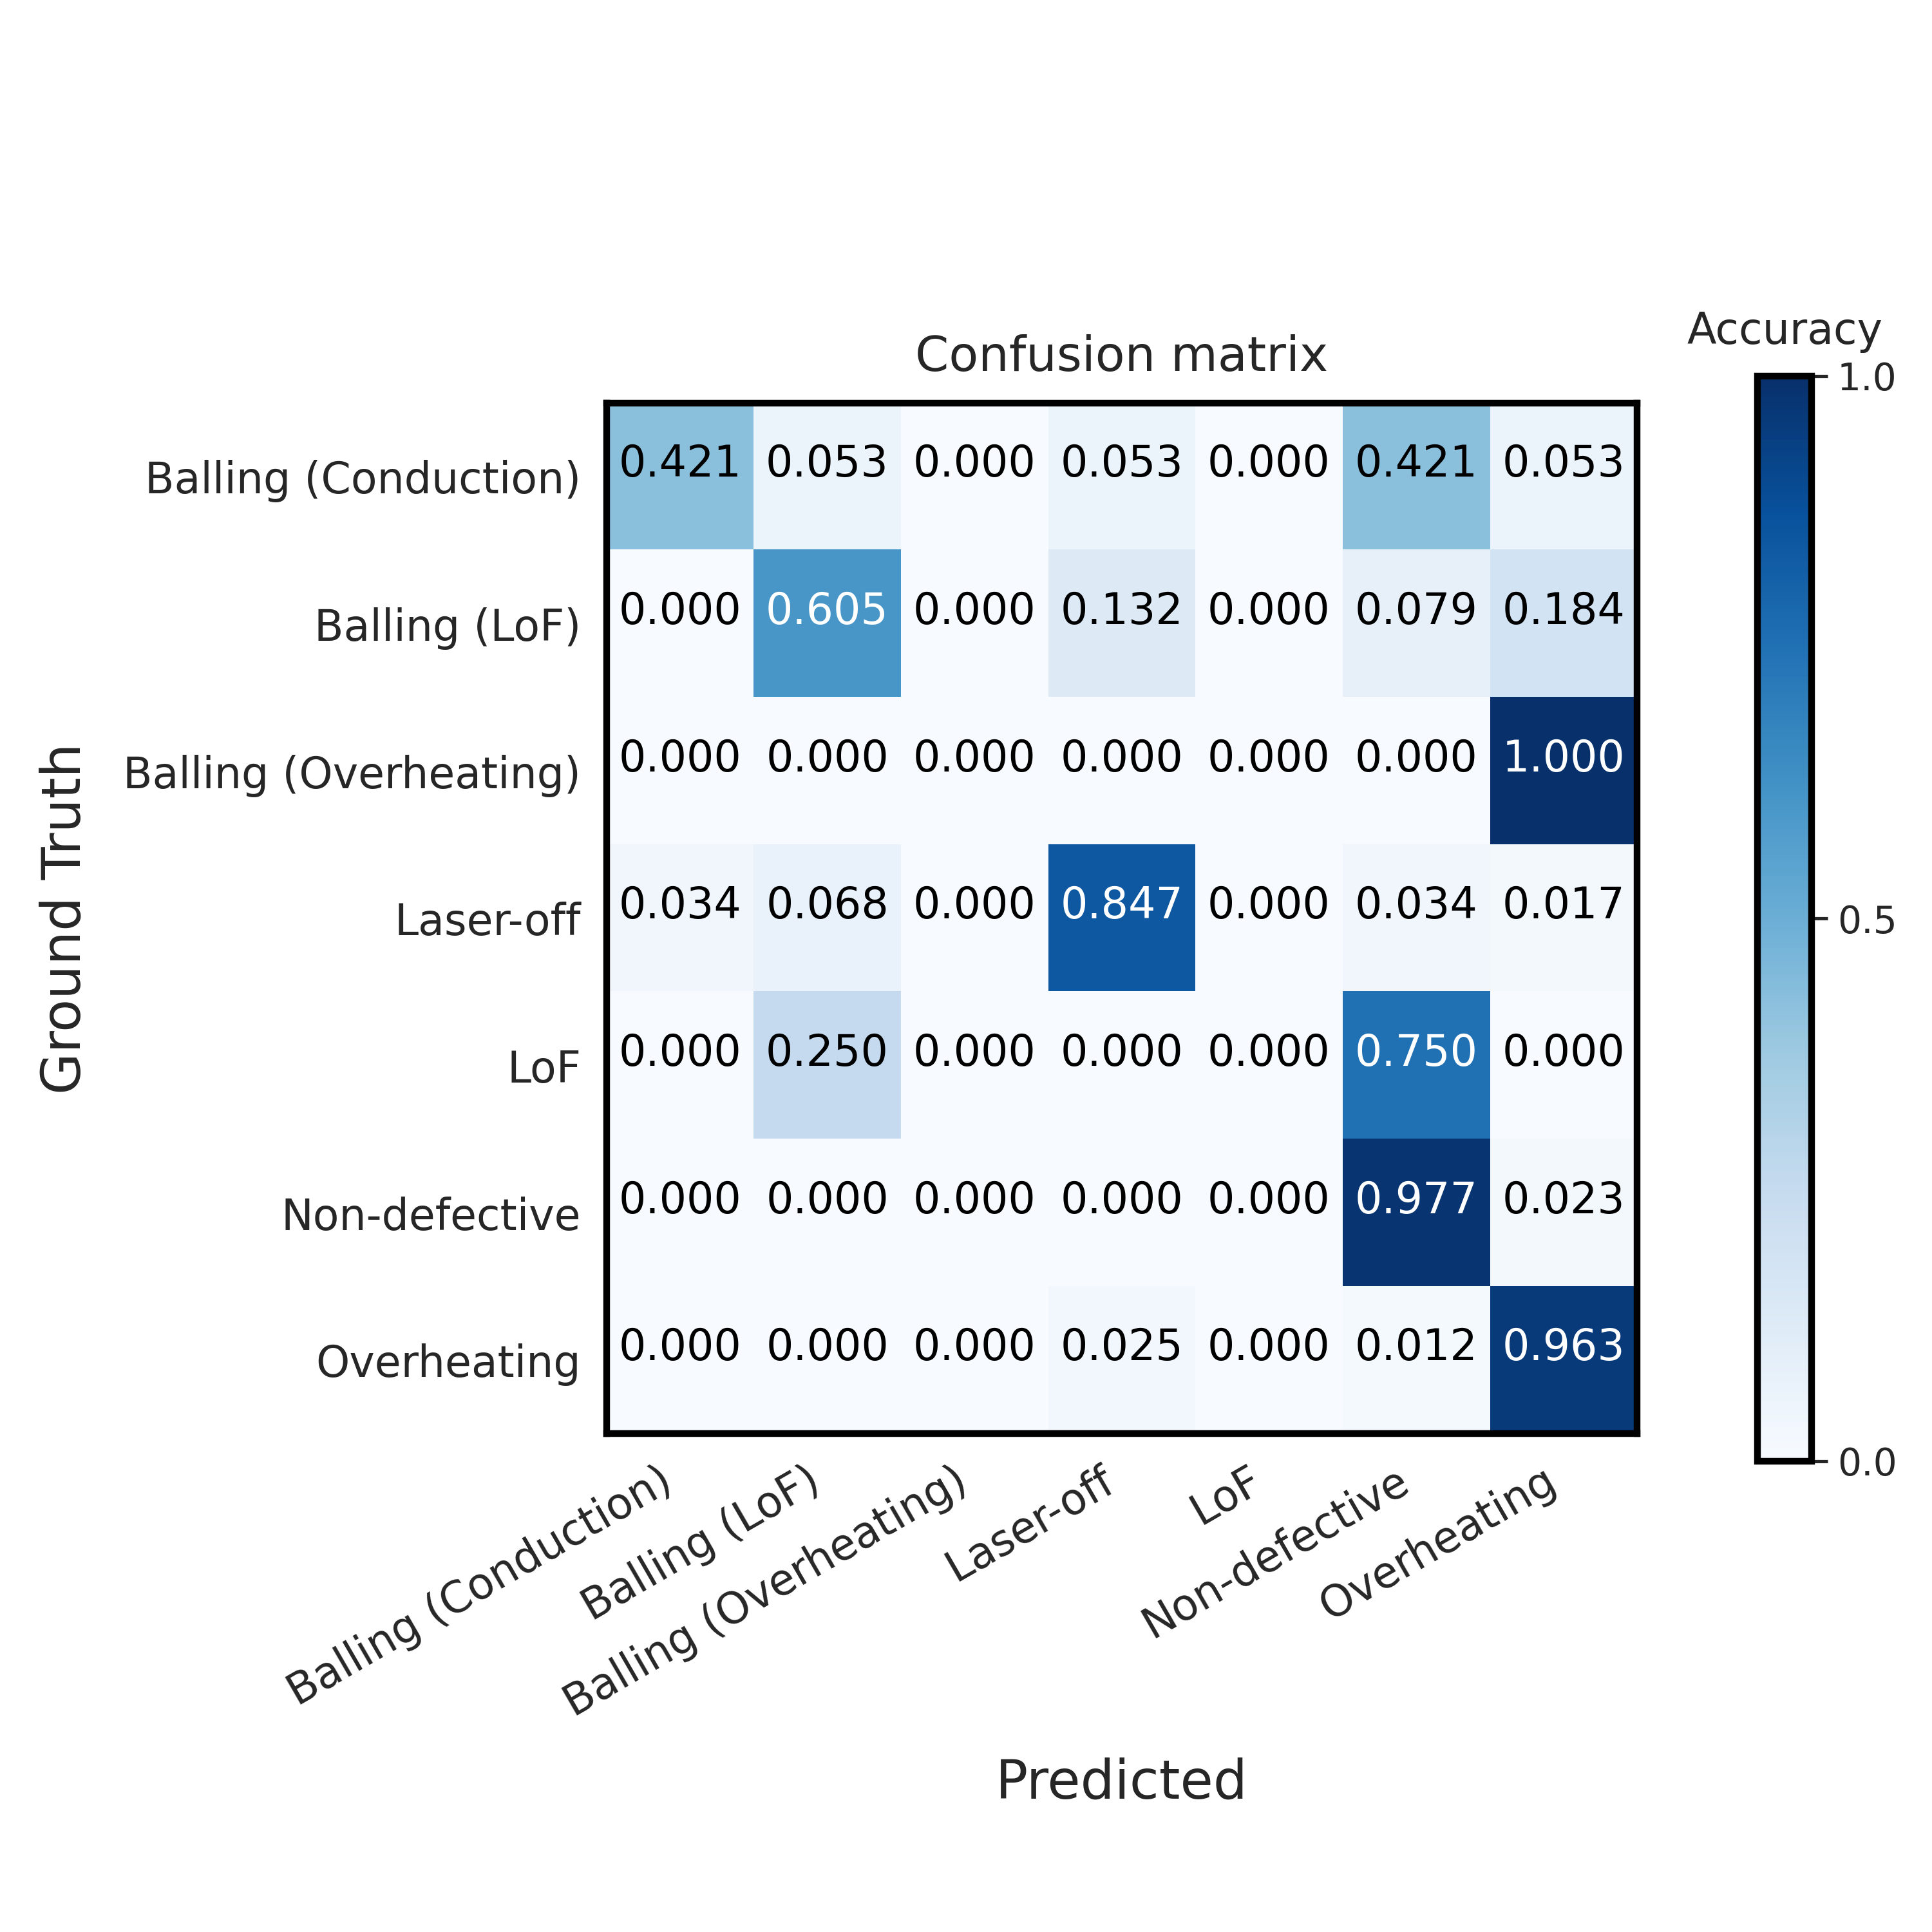 Accuracy
Confusion matrix
1.0
Balling (Conduction) 0.421 0.053 0.000 0.053 0.000 0.421 0.053
Balling (LoF) 0.000 0.605 0.000 0.132 0.000 0.079 0.184
Balling (Overheating) 0.000 0.000 0.000 0.000 0.000 0.000 1.000
Laser-off 0.034 0.068 0.000 0.847 0.000 0.034 0.017
0.5
LoF 0.000 0.250 0.000 0.000 0.000 0.750 0.000
Non-defective 0.000 0.000 0.000 0.000 0.000 0.977 0.023
Overheating 0.000 0.000 0.000 0.025 0.000 0.012 0.963
0.0
Ground Truth
Balling (Conduction)
Balling (LoF)
Balling (Overheating)
Laser-off
LoF
Non-defective
Overheating
Predicted